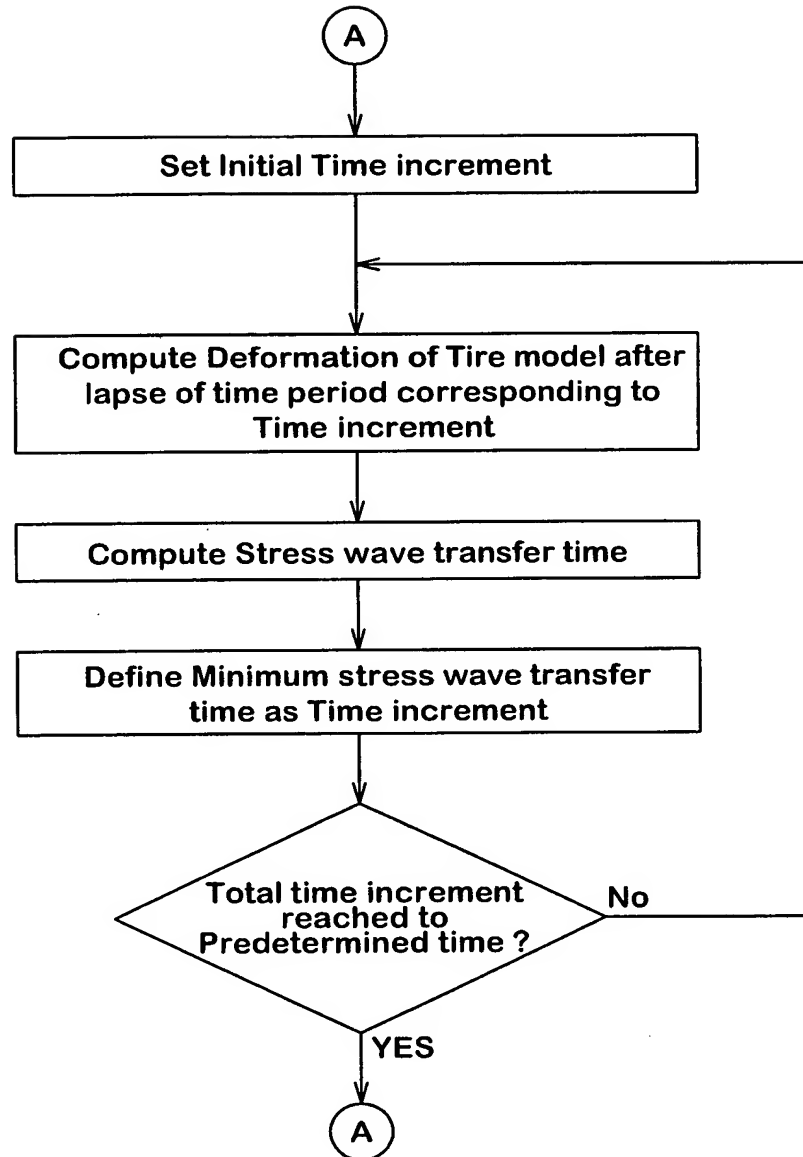 A
Set Initial Time increment
Compute Deformation of Tire model after
lapse of time period corresponding to
Time increment
Compute Stress wave transfer time
Define Minimum stress wave transfer
time as Time increment
Total time increment
reached to
Predetermined time ?
No
YES
A